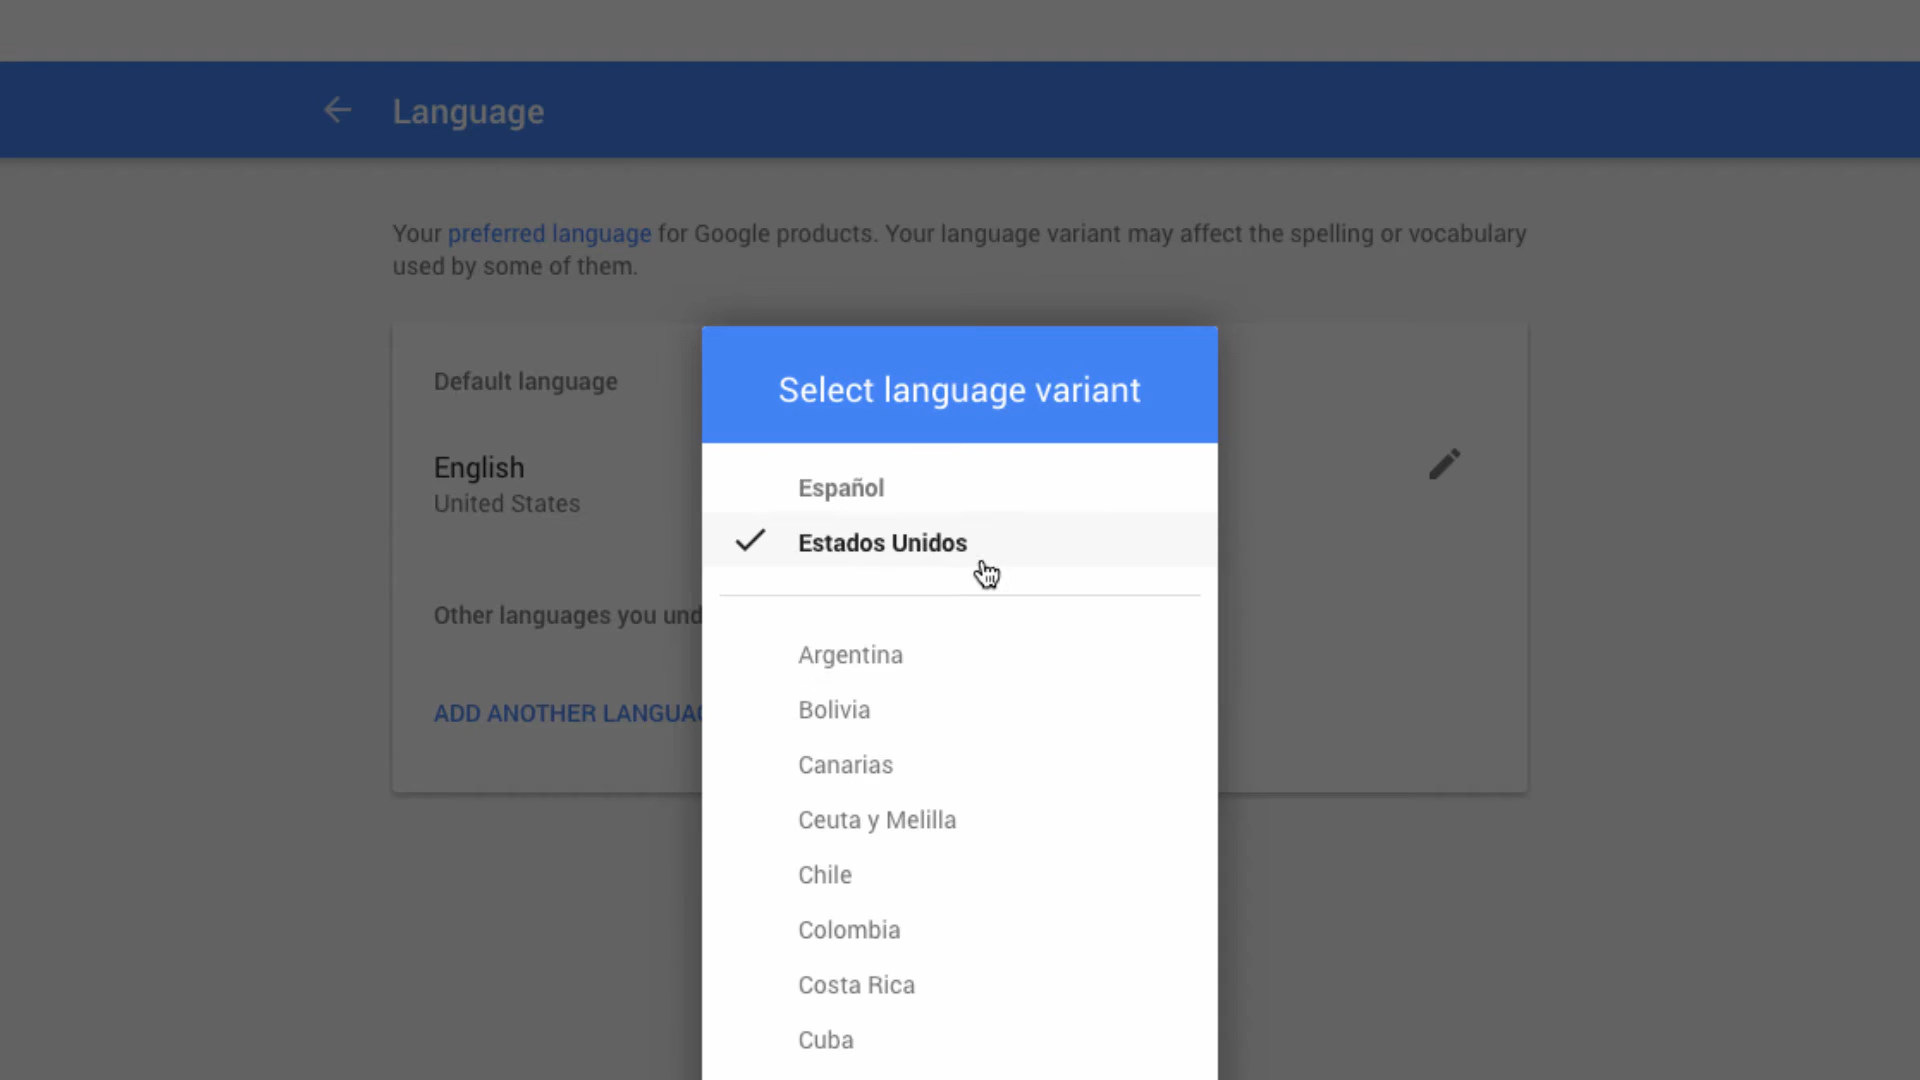 Language
Your preferred language for Google products. Your language variant may affect the spelling or vocabulary
used by some of them.
Default language
English
United States
Other languages you
ADD ANOTHER
Select language variant
Español
Estados Unidos
Argentina
Bolivia
Canarias
Ceuta y Melilla
Chile
Colombia
Costa Rica
Cuba